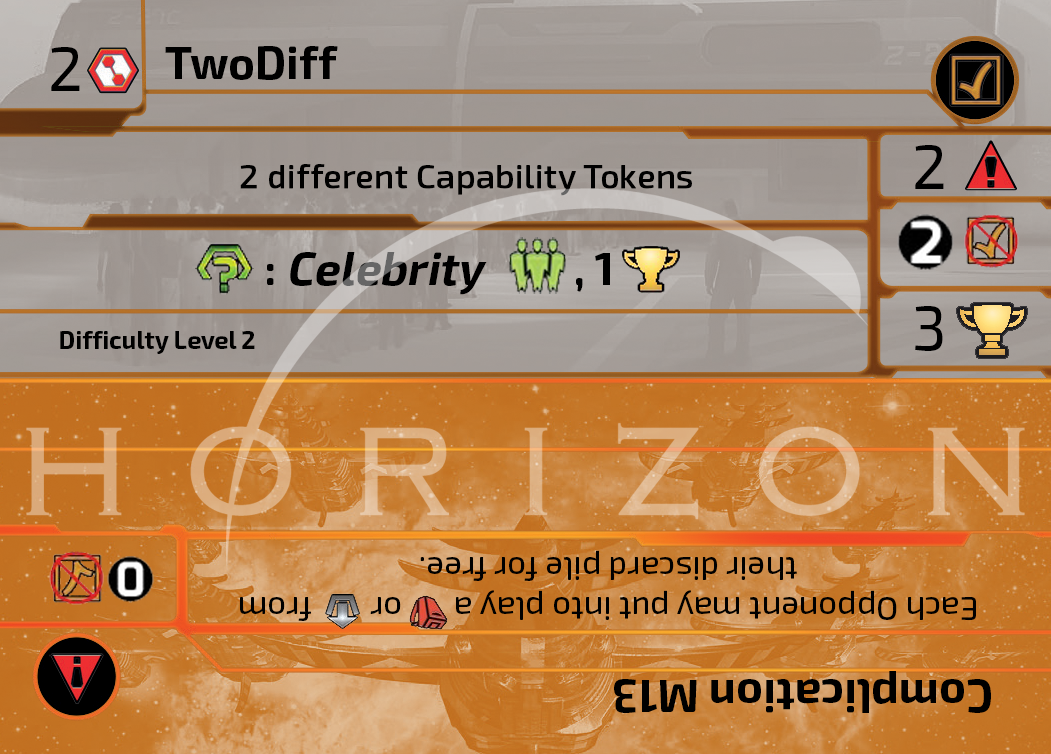 2
TwoDiff
2 different Capability Tokens
2
: Celebrity , 1
2
Difficulty Level 2
3
HORIZON
Complication M13
Each Opponent may put into play a or from
their discard pile for free.
0